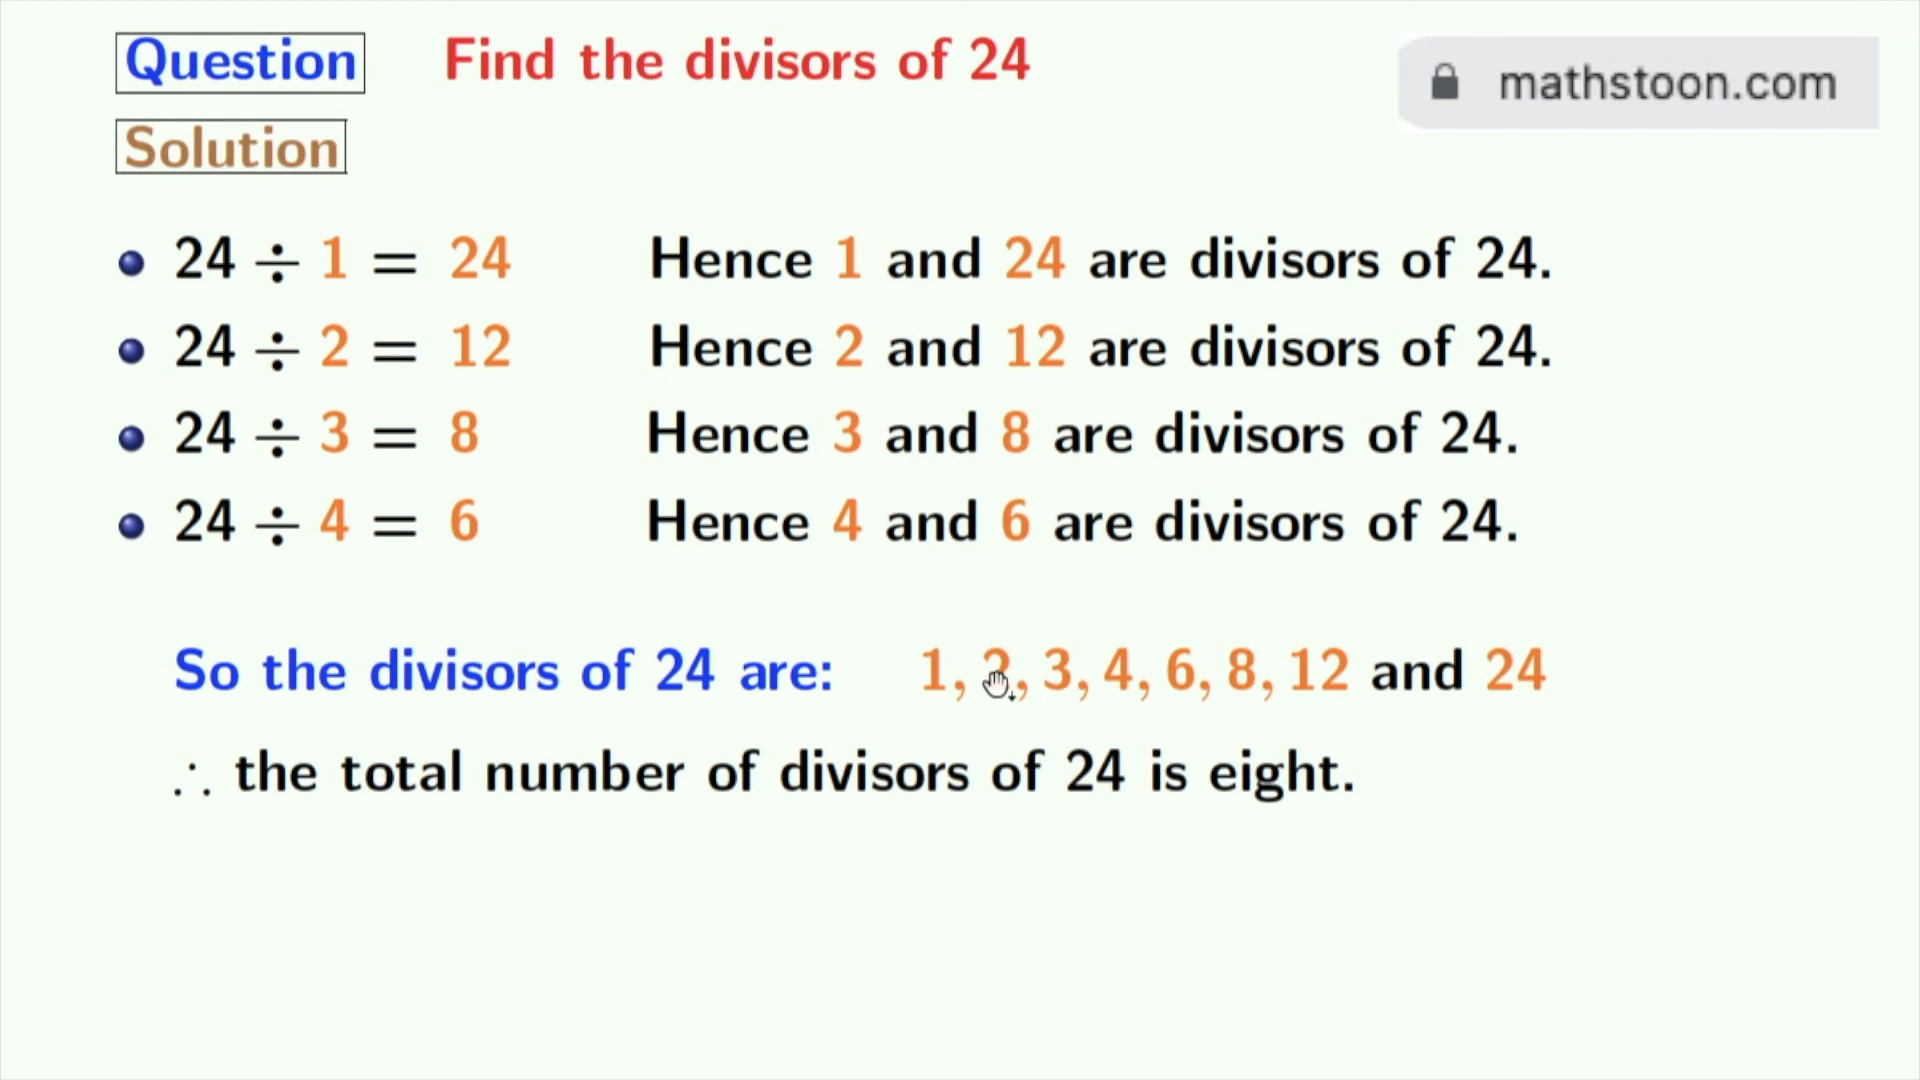 Question Find the divisors of 24
mathstoon.com
Solution
24 ÷ 1 = 24 Hence 1 and 24 are divisors of 24.
24 ÷ 2 = 12 Hence 2 and 12 are divisors of 24.
24 ÷ 3 = 8 Hence 3 and 8 are divisors of 24.
24 ÷ 4 = 6 Hence 4 and 6 are divisors of 24.
So the divisors of 24 are: 1, 2, 3, 4, 6, 8, 12 and 24
∴ the total number of divisors of 24 is eight.